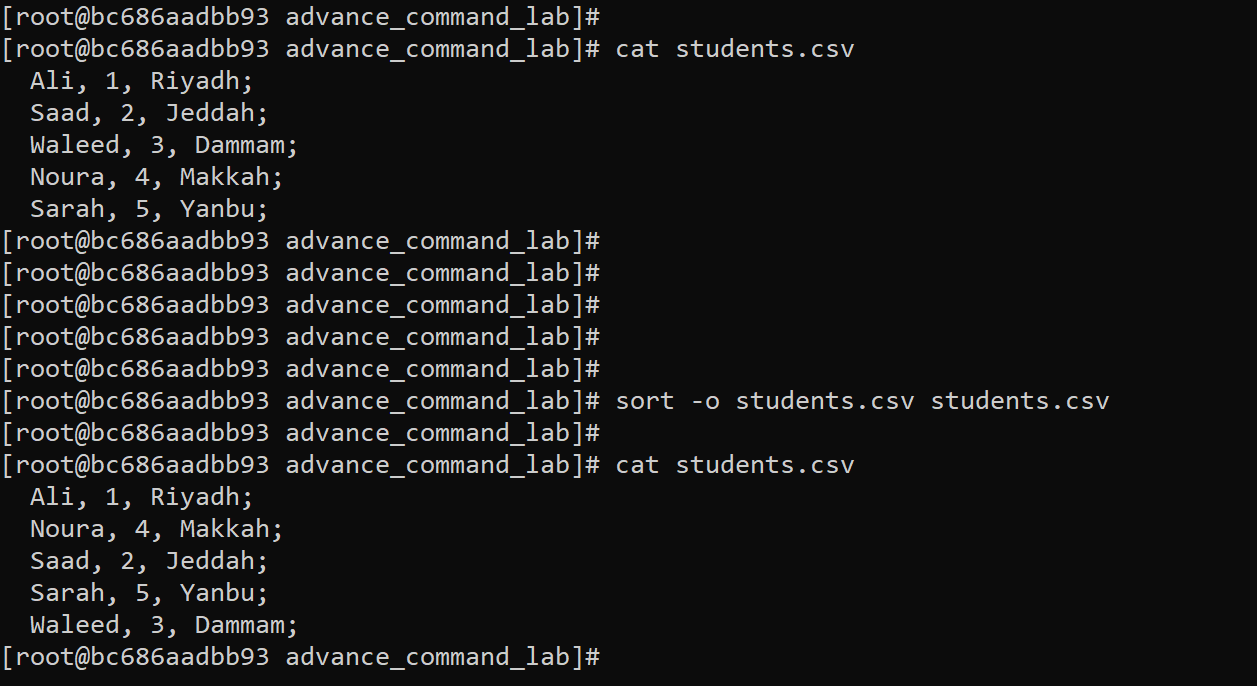 [root@bc686aadbb93 advance_command_lab]#
[root@bc686aadbb93 advance_command_lab]# cat students.csv
  Ali, 1, Riyadh;
  Saad, 2, Jeddah;
  Waleed, 3, Dammam;
  Noura, 4, Makkah;
  Sarah, 5, Yanbu;
[root@bc686aadbb93 advance_command_lab]#
[root@bc686aadbb93 advance_command_lab]#
[root@bc686aadbb93 advance_command_lab]#
[root@bc686aadbb93 advance_command_lab]#
[root@bc686aadbb93 advance_command_lab]#
[root@bc686aadbb93 advance_command_lab]# sort -o students.csv students.csv
[root@bc686aadbb93 advance_command_lab]#
[root@bc686aadbb93 advance_command_lab]# cat students.csv
  Ali, 1, Riyadh;
  Noura, 4, Makkah;
  Saad, 2, Jeddah;
  Sarah, 5, Yanbu;
  Waleed, 3, Dammam;
[root@bc686aadbb93 advance_command_lab]#